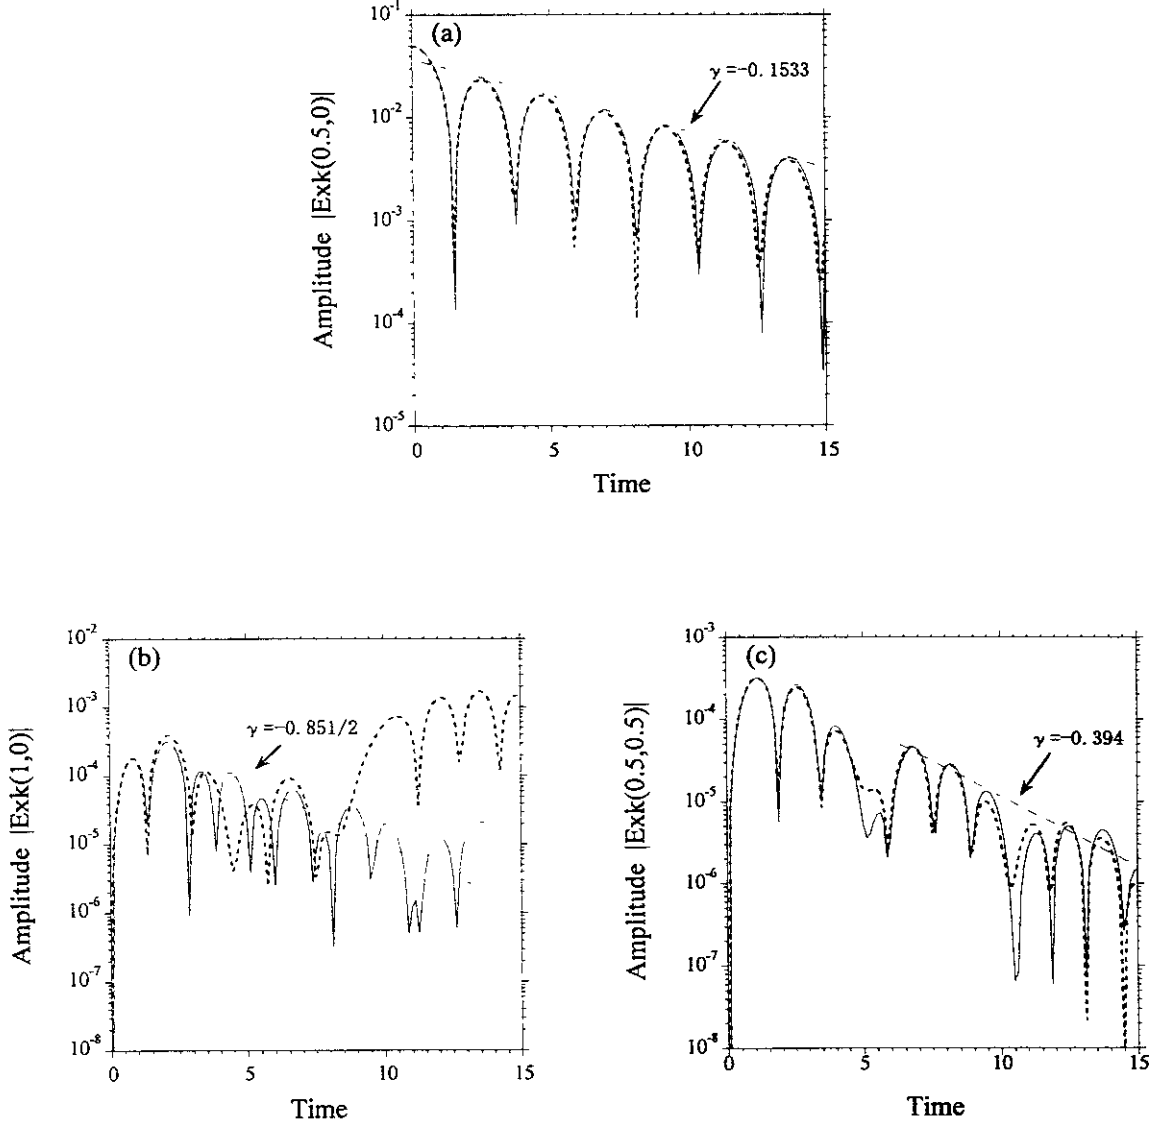 (a)
10⁻¹
10⁻²
10⁻³
10⁻⁴
10⁻⁵
γ=-0.1533
Amplitude |Exk(0.5,0)|
0 5 10 15
Time
(b)
10⁻²
10⁻³
10⁻⁴
10⁻⁵
10⁻⁶
10⁻⁷
10⁻⁸
γ=-0.851/2
Amplitude |Exk(1,0)|
0 5 10 15
Time
(c)
10⁻³
10⁻⁴
10⁻⁵
10⁻⁶
10⁻⁷
10⁻⁸
γ=-0.394
Amplitude |Exk(0.5,0.5)|
0 5 10 15
Time